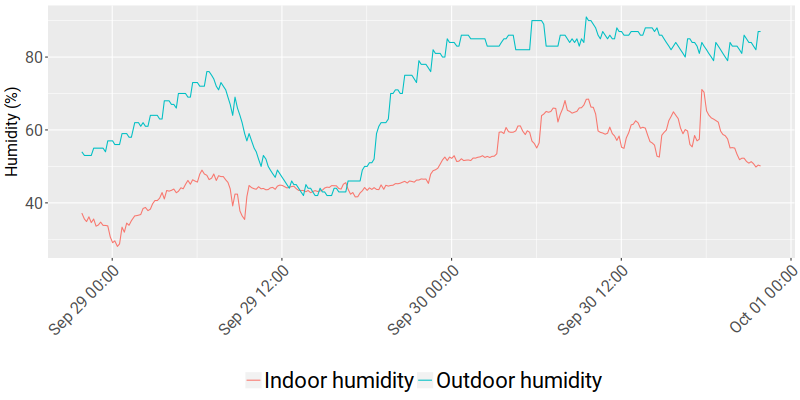 Humidity (%)
80
60
40
Sep 29 00:00
Sep 29 12:00
Sep 30 00:00
Sep 30 12:00
Oct 01 00:00
Indoor humidity Outdoor humidity